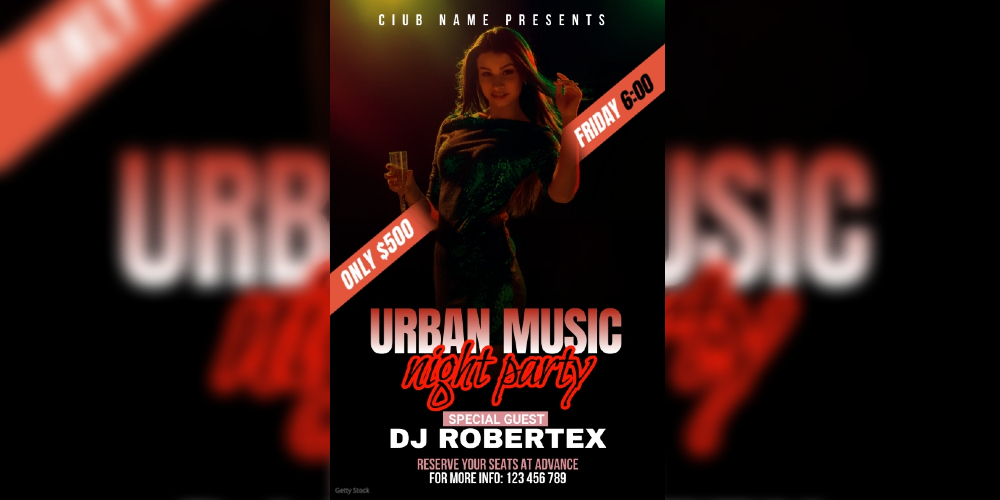 CIUB NAME PRESENTS
FRIDAY 6:00
ONLY $500
URBAN MUSIC
night party
SPECIAL GUEST
DJ ROBERTEX
RESERVE YOUR SEATS AT ADVANCE
FOR MORE INFO: 123 456 789
Getty Stock